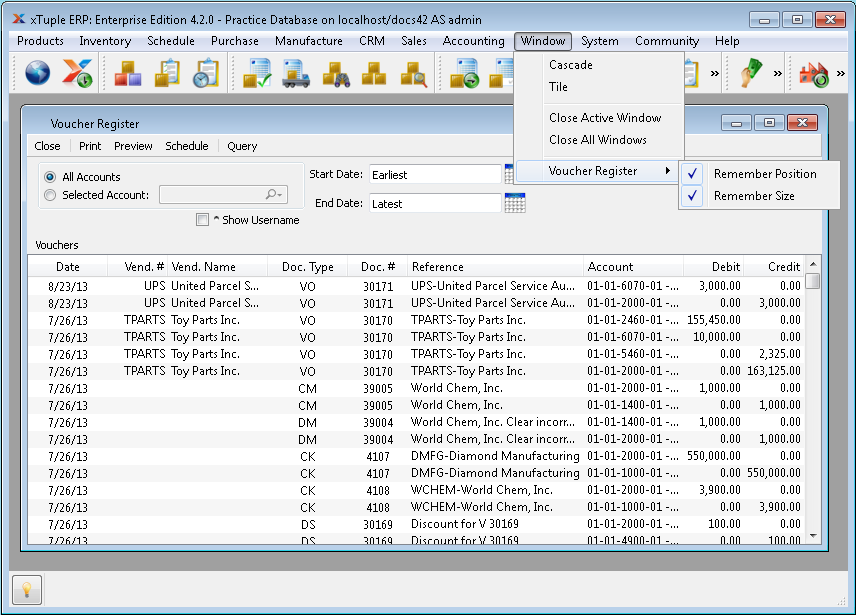 xTuple ERP: Enterprise Edition 4.2.0 - Practice Database on localhost/docs42 AS admin
Products Inventory Schedule Purchase Manufacture CRM Sales Accounting Window System Community Help
Cascade
Tile
Close Active Window
Close All Windows
Voucher Register
Remember Position
Remember Size
Voucher Register
Close Print Preview Schedule Query
All Accounts
Selected Account:
Start Date: Earliest
End Date: Latest
^ Show Username
Vouchers
Date Vend. # Vend. Name Doc. Type Doc. # Reference Account Debit Credit
8/23/13 UPS United Parcel S... VO 30171 UPS-United Parcel Service Au... 01-01-6070-01 -... 3,000.00 0.00
8/23/13 UPS United Parcel S... VO 30171 UPS-United Parcel Service Au... 01-01-2000-01 -... 0.00 3,000.00
7/26/13 TPARTS Toy Parts Inc. VO 30170 TPARTS-Toy Parts Inc. 01-01-2460-01 -... 155,450.00 0.00
7/26/13 TPARTS Toy Parts Inc. VO 30170 TPARTS-Toy Parts Inc. 01-01-6070-01 -... 10,000.00 0.00
7/26/13 TPARTS Toy Parts Inc. VO 30170 TPARTS-Toy Parts Inc. 01-01-5460-01 -... 0.00 2,325.00
7/26/13 TPARTS Toy Parts Inc. VO 30170 TPARTS-Toy Parts Inc. 01-01-2000-01 -... 0.00 163,125.00
7/26/13 CM 39005 World Chem, Inc. 01-01-2000-01 -... 1,000.00 0.00
7/26/13 CM 39005 World Chem, Inc. 01-01-1400-01 -... 0.00 1,000.00
7/26/13 DM 39004 World Chem, Inc. Clear incorr... 01-01-1400-01 -... 1,000.00 0.00
7/26/13 DM 39004 World Chem, Inc. Clear incorr... 01-01-2000-01 -... 0.00 1,000.00
7/26/13 CK 4107 DMFG-Diamond Manufacturing 01-01-2000-01 -... 550,000.00 0.00
7/26/13 CK 4107 DMFG-Diamond Manufacturing 01-01-1000-01 -... 0.00 550,000.00
7/26/13 CK 4108 WCHEM-World Chem, Inc. 01-01-2000-01 -... 3,900.00 0.00
7/26/13 CK 4108 WCHEM-World Chem, Inc. 01-01-1000-01 -... 0.00 3,900.00
7/26/13 DS 30169 Discount for V 30169 01-01-2000-01 -... 100.00 0.00
7/26/13 DS 30169 Discount for V 30169 01-01-4900-01 -... 0.00 100.00